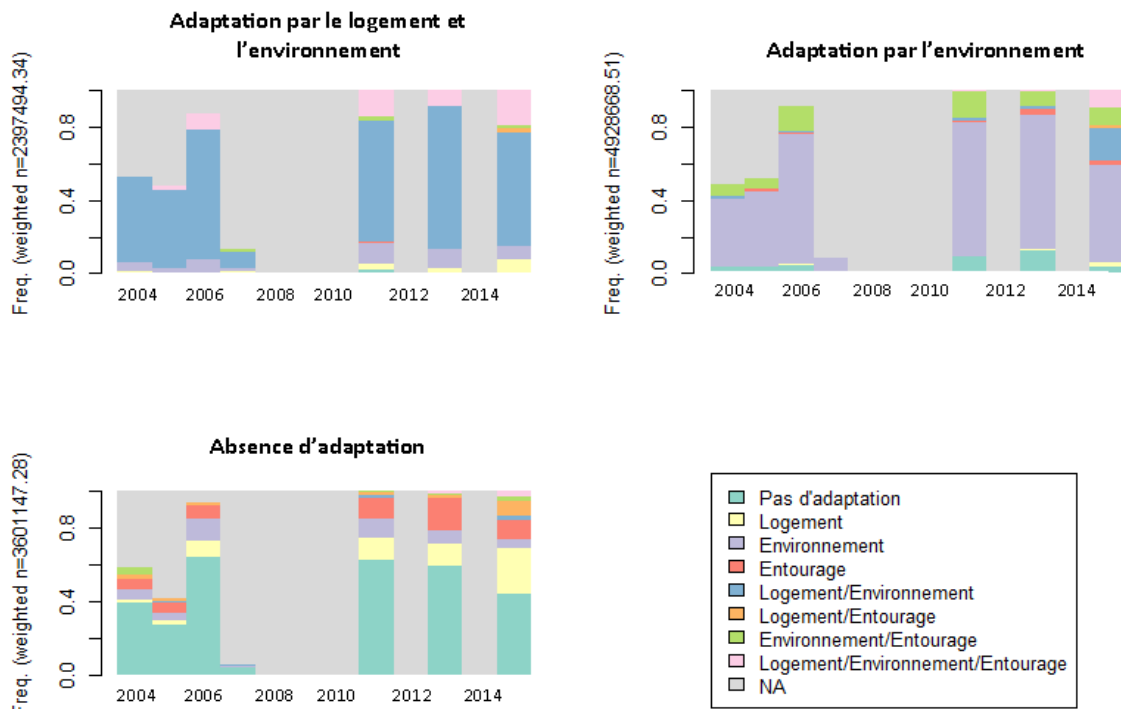 Adaptation par le logement et
l'environnement
Freq. (weighted n=2397494.34)
0.8
0.4
0.0
2004 2006 2008 2010 2012 2014
Adaptation par l'environnement
Freq. (weighted n=4928668.51)
0.8
0.4
0.0
2004 2006 2008 2010 2012 2014
Absence d'adaptation
Freq. (weighted n=3601147.28)
0.8
0.4
0.0
2004 2006 2008 2010 2012 2014
Pas d'adaptation
Logement
Environnement
Entourage
Logement/Environnement
Logement/Entourage
Environnement/Entourage
Logement/Environnement/Entourage
NA